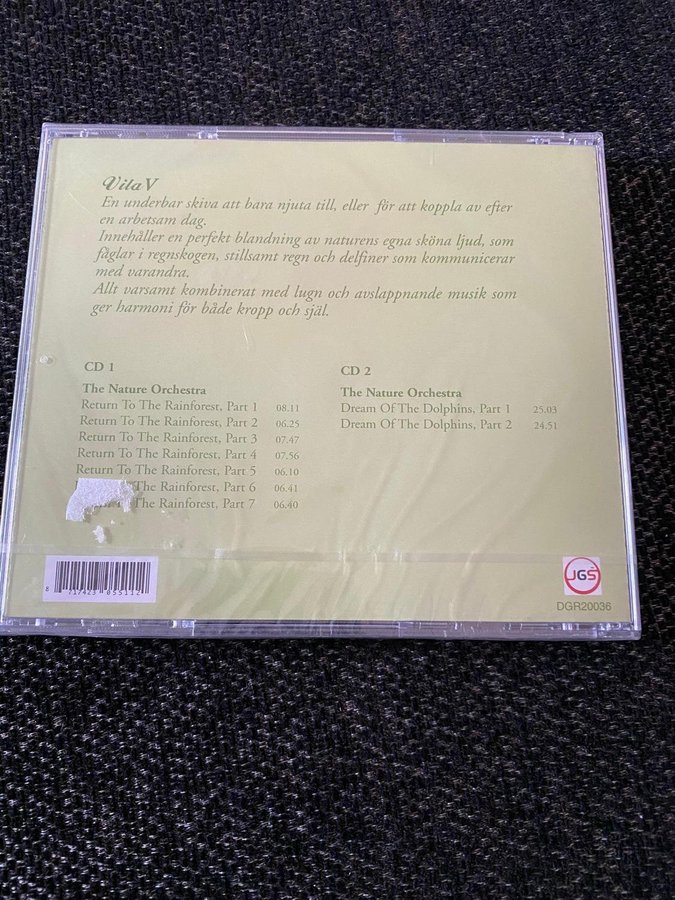 Vila V
En underbar skiva att bara njuta till, eller för att koppla av efter
en arbetsam dag.
Innehåller en perfekt blandning av naturens egna sköna ljud, som
fåglar i regnskogen, stillsamt regn och delfiner som kommunicerar
med varandra.
Allt varsamt kombinerat med lugn och avslappnande musik som
ger harmoni för både kropp och själ.
CD 1
The Nature Orchestra
Return To The Rainforest, Part 1 08.11
Return To The Rainforest, Part 2 06.25
Return To The Rainforest, Part 3 07.47
Return To The Rainforest, Part 4 07.56
Return To The Rainforest, Part 5 06.10
The Rainforest, Part 6 06.41
The Rainforest, Part 7 06.40
CD 2
The Nature Orchestra
Dream Of The Dolphins, Part 1 25.03
Dream Of The Dolphins, Part 2 24.51
8 717423 055112
JGS
DGR20036